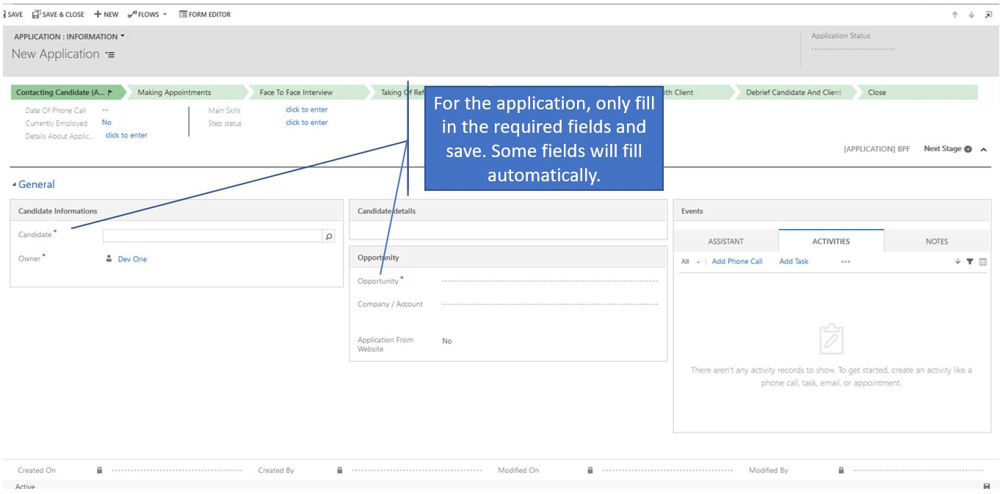 SAVE SAVE & CLOSE NEW FLOWS FORM EDITOR
APPLICATION : INFORMATION
New Application
Application Status
Contacting Candidate (A... Making Appointments Face To Face Interview Taking Of Client Debrief Candidate And Client Close
Date Of Phone Call -- Main Skills click to enter
Currently Employed No Step status click to enter
Details About Applic... click to enter
For the application, only fill
in the required fields and
save. Some fields will fill
automatically.
[APPLICATION] BPF Next Stage
General
Candidate Informations Candidate details Events
Candidate *
Owner * Dev One
ASSISTANT ACTIVITIES NOTES
Opportunity
All Add Phone Call Add Task ...
Opportunity *
Company / Account
Application From
Website
No
There aren't any activity records to show. To get started, create an activity like a
phone call, task, email, or appointment.
Created On Created By Modified On Modified By
Active